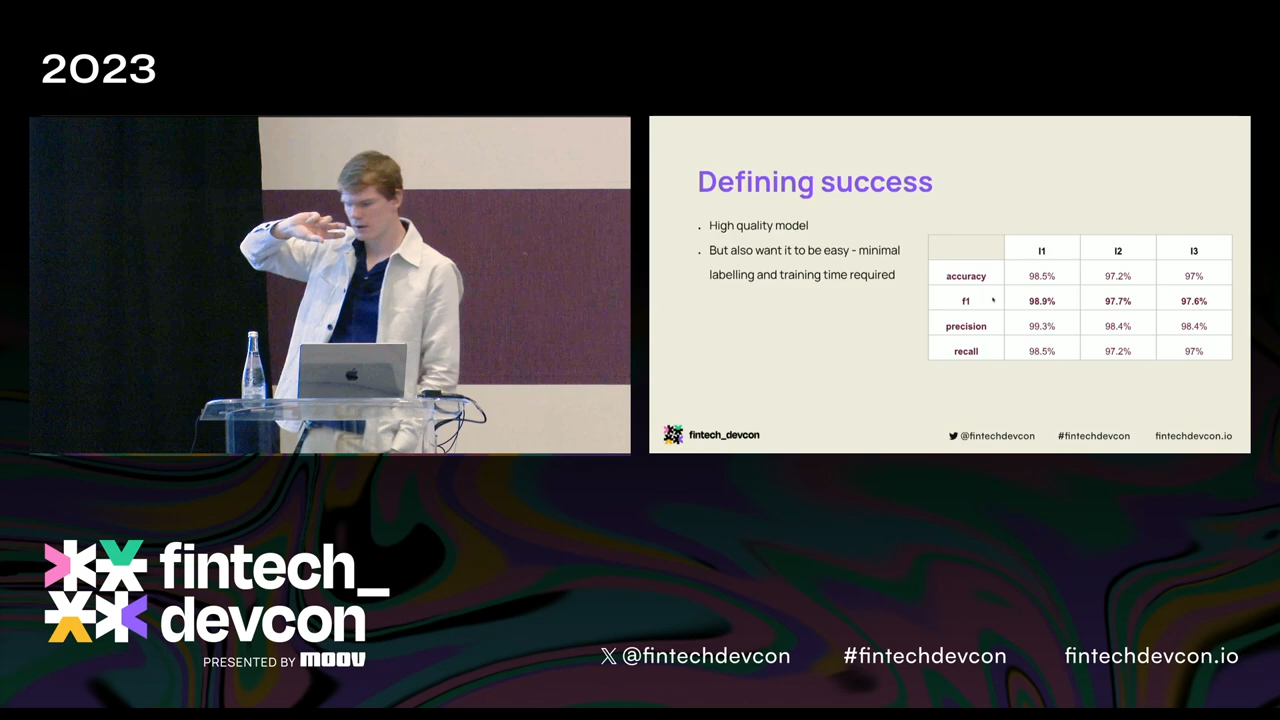 2023
Defining success
. High quality model
. But also want it to be easy - minimal
labelling and training time required
l1 l2 l3
accuracy 98.5% 97.2% 97%
f1 98.9% 97.7% 97.6%
precision 99.3% 98.4% 98.4%
recall 98.5% 97.2% 97%
fintech_devcon
@fintechdevcon #fintechdevcon fintechdevcon.io
fintech_
devcon
PRESENTED BY moov
𝕏 @fintechdevcon #fintechdevcon fintechdevcon.io